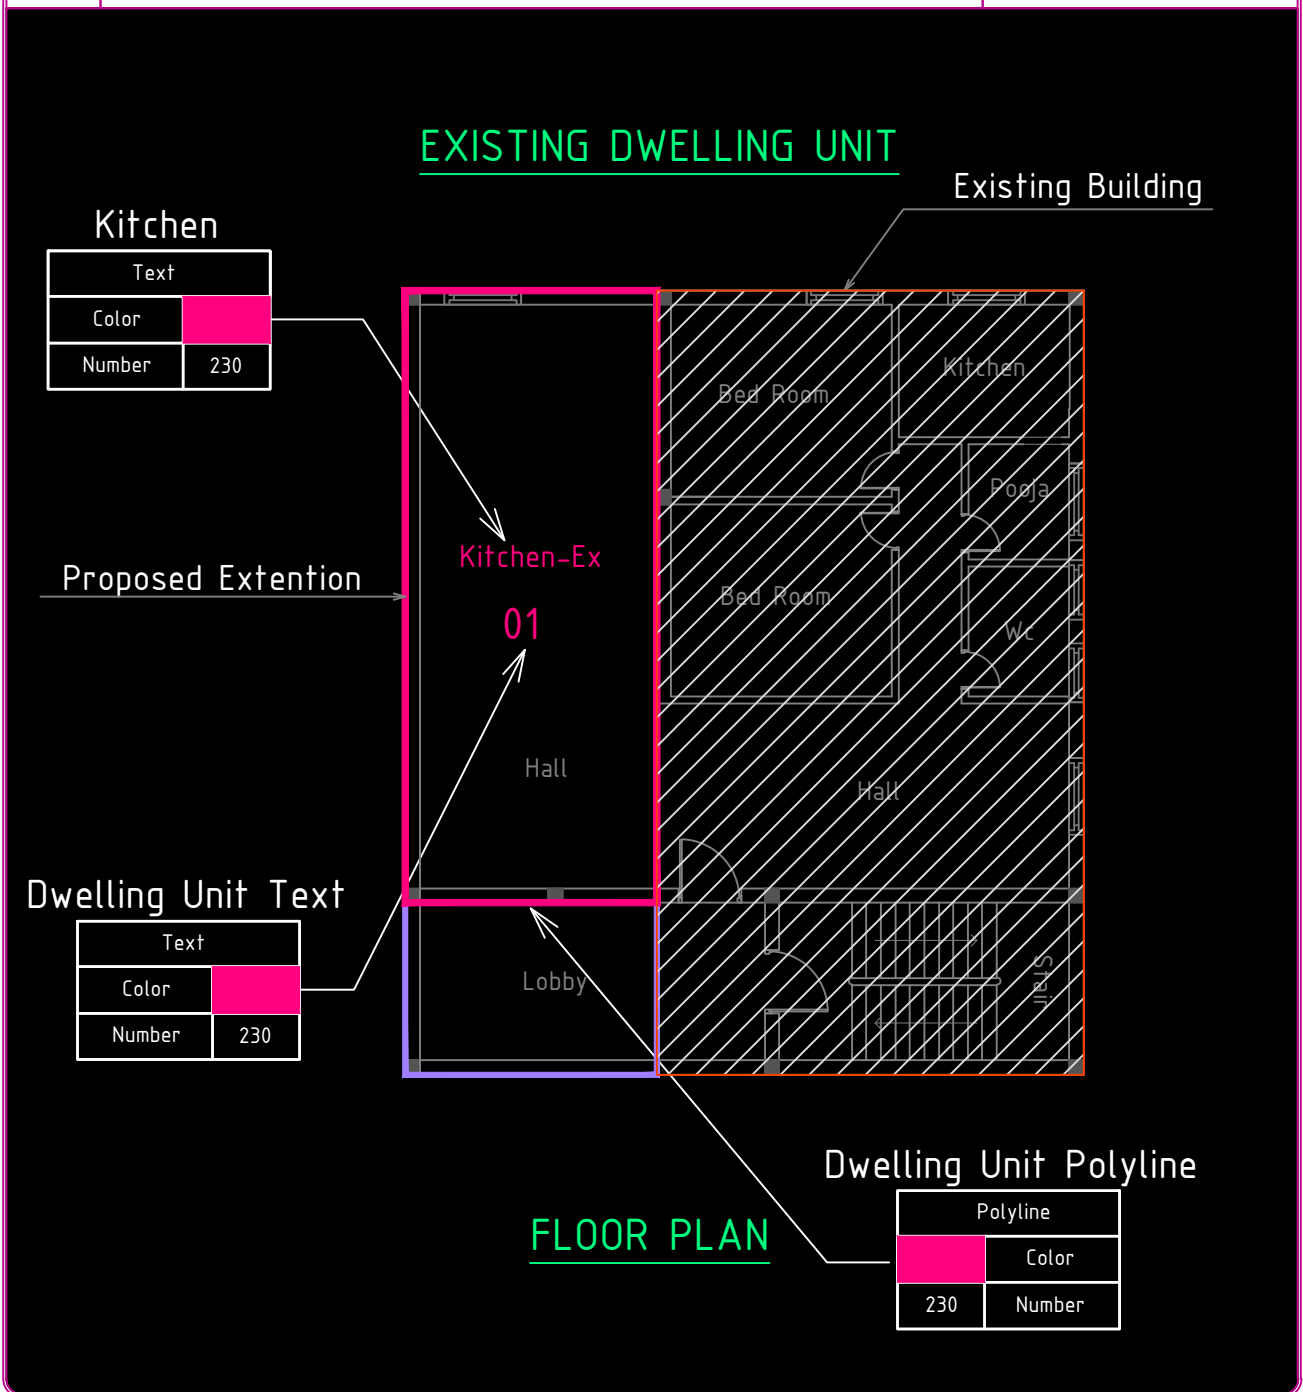 EXISTING DWELLING UNIT
Existing Building
Kitchen
Text
Color
Number 230
Bed Room
Kitchen
Pooja
Kitchen-Ex
Proposed Extention
Bed Room
01
Wc
Hall
Hall
Dwelling Unit Text
Text
Color
Number 230
Lobby
Stair
Dwelling Unit Polyline
Polyline
Color
230 Number
FLOOR PLAN